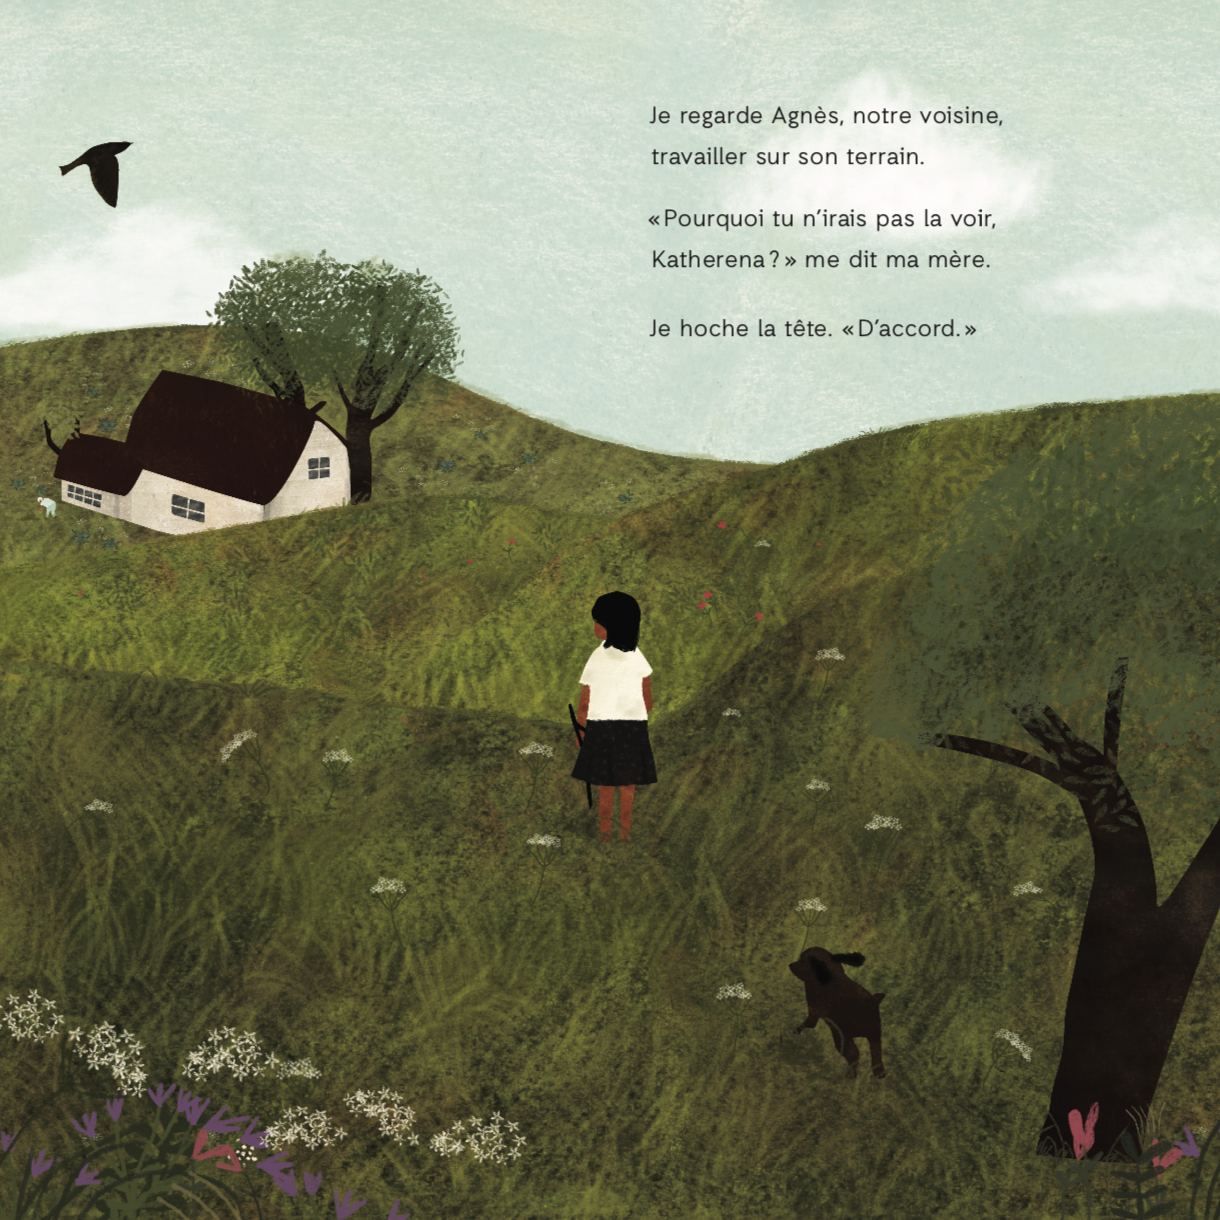 Je regarde Agnès, notre voisine,
travailler sur son terrain.
«Pourquoi tu n’irais pas la voir,
Katherena?» me dit ma mère.
Je hoche la tête. «D’accord.»